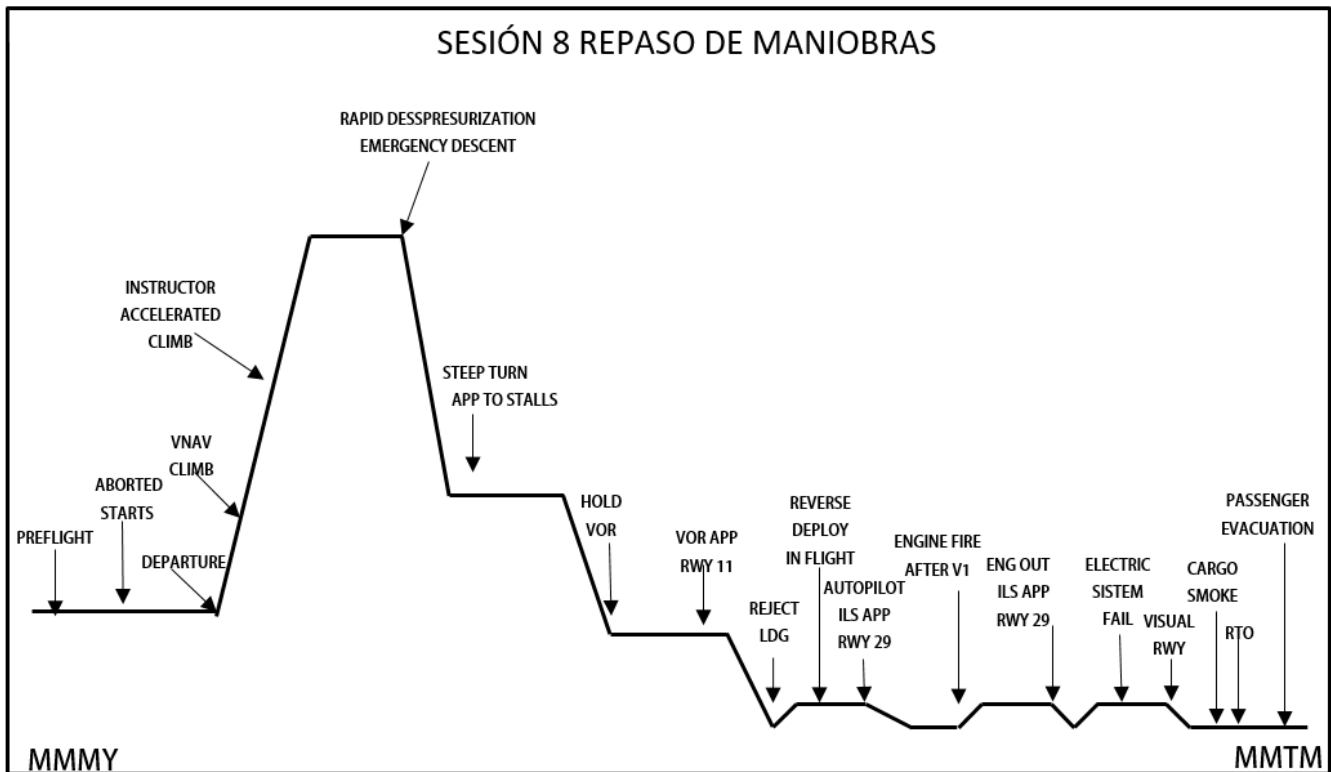 SESIÓN 8 REPASO DE MANIOBRAS
RAPID DESSPRESURIZATION
EMERGENCY DESCENT
INSTRUCTOR
ACCELERATED
CLIMB
STEEP TURN
APP TO STALLS
VNAV
CLIMB
ABORTED
STARTS
PREFLIGHT
DEPARTURE
HOLD
VOR
VOR APP
RWY 11
REJECT
LDG
REVERSE
DEPLOY
IN FLIGHT
AUTOPILOT
ILS APP
RWY 29
ENGINE FIRE
AFTER V1
ENG OUT
ILS APP
RWY 29
ELECTRIC
SISTEM
FAIL
VISUAL
RWY
CARGO
SMOKE
RTO
PASSENGER
EVACUATION
MMMY
MMTM